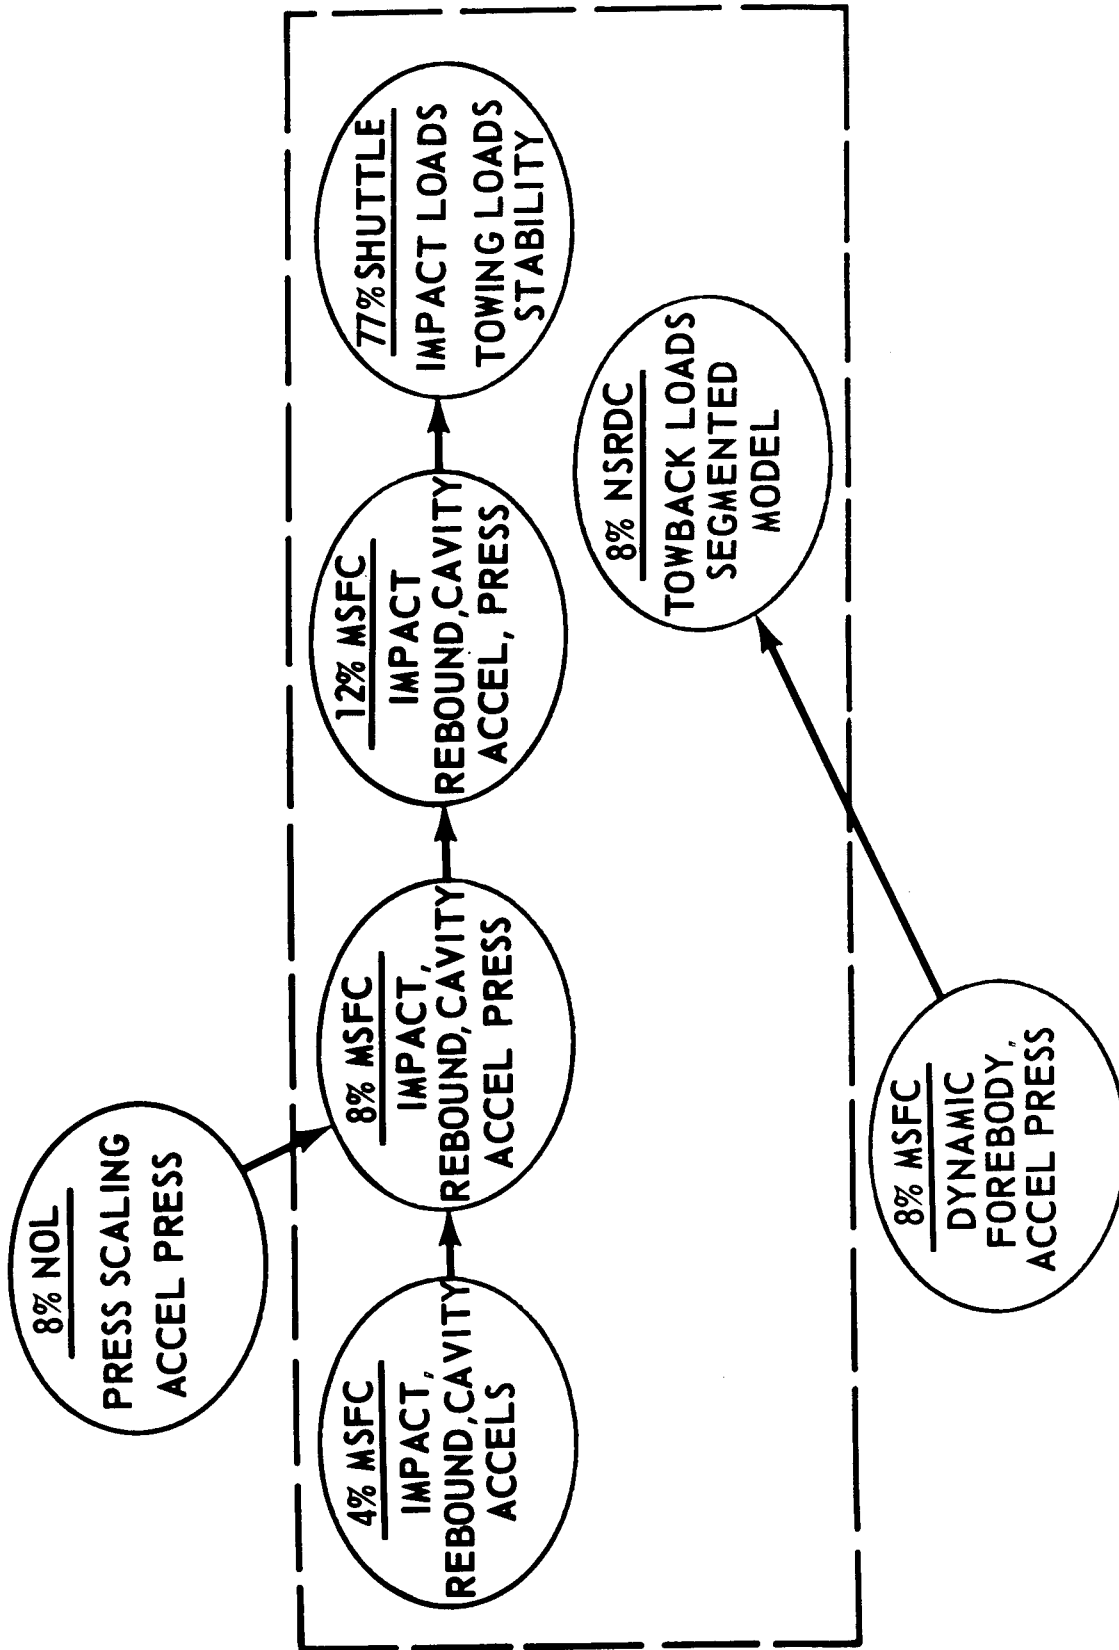 8% NOL
PRESS SCALING
ACCEL PRESS
4% MSFC
IMPACT,
REBOUND,CAVITY
ACCELS
8% MSFC
IMPACT,
REBOUND,CAVITY
ACCEL PRESS
12% MSFC
IMPACT
REBOUND,CAVITY
ACCEL, PRESS
77% SHUTTLE
IMPACT LOADS
TOWING LOADS
STABILITY
8% NSRDC
TOWBACK LOADS
SEGMENTED
MODEL
8% MSFC
DYNAMIC
FOREBODY,
ACCEL PRESS